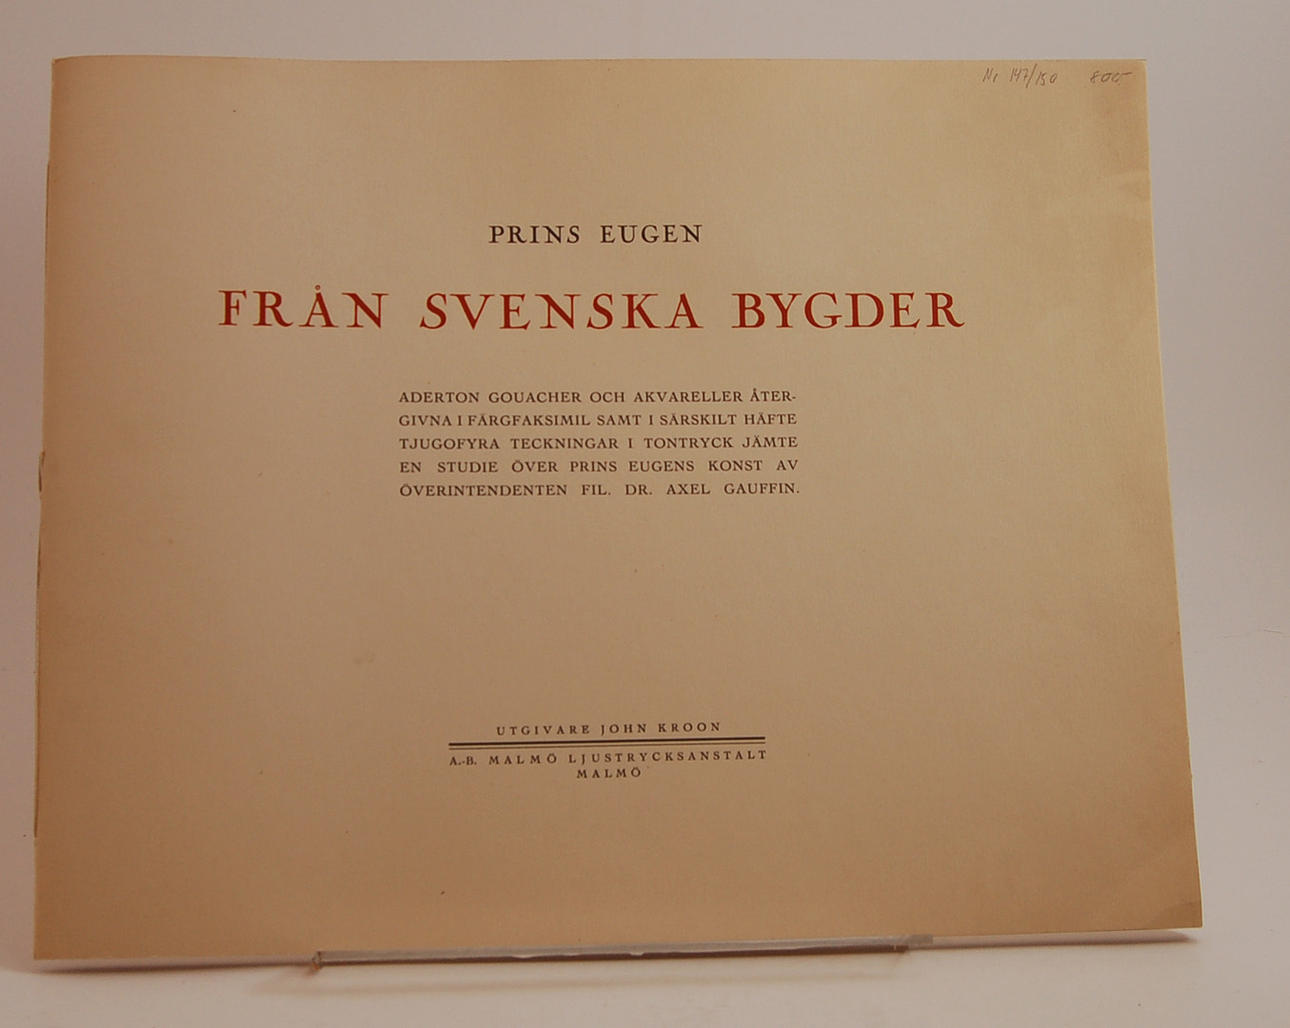 Nr 147/150 800:-
PRINS EUGEN
FRÅN SVENSKA BYGDER
ADERTON GOUACHER OCH AKVARELLER ÅTER-
GIVNA I FÄRGFAKSIMIL SAMT I SÄRSKILT HÄFTE
TJUGOFYRA TECKNINGAR I TONTRYCK JÄMTE
EN STUDIE ÖVER PRINS EUGENS KONST AV
ÖVERINTENDENTEN FIL. DR. AXEL GAUFFIN.
UTGIVARE JOHN KROON
A.-B. MALMÖ LJUSTRYCKSANSTALT
MALMÖ